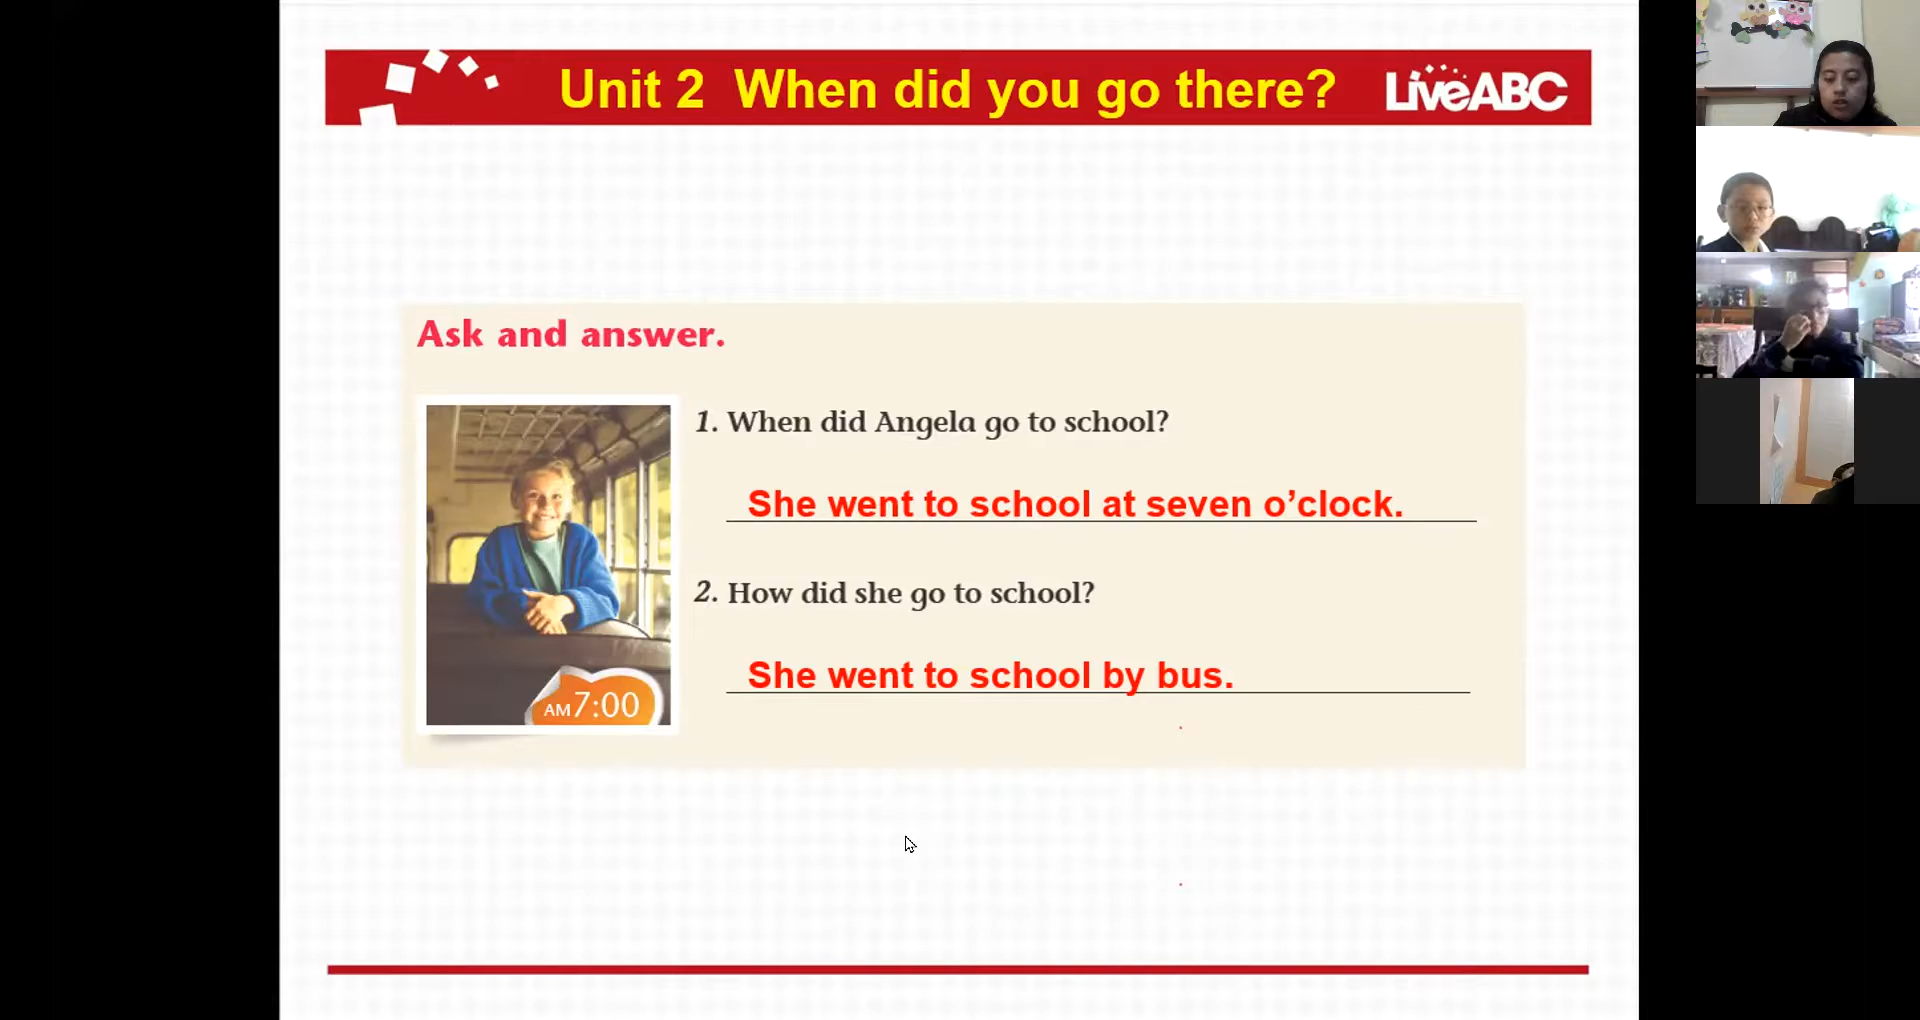 Unit 2 When did you go there?
LiveABC
Ask and answer.
1. When did Angela go to school?
She went to school at seven o’clock.
2. How did she go to school?
She went to school by bus.
AM 7:00